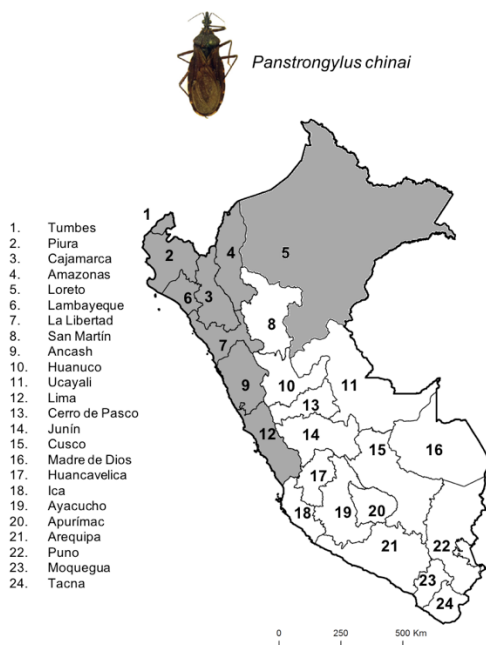 Panstrongylus chinai
1. Tumbes
2. Piura
3. Cajamarca
4. Amazonas
5. Loreto
6. Lambayeque
7. La Libertad
8. San Martín
9. Ancash
10. Huanuco
11. Ucayali
12. Lima
13. Cerro de Pasco
14. Junín
15. Cusco
16. Madre de Dios
17. Huancavelica
18. Ica
19. Ayacucho
20. Apurímac
21. Arequipa
22. Puno
23. Moquegua
24. Tacna
1
2
3
4
5
6
7
8
9
10
11
12
13
14
15
16
17
18
19
20
21
22
23
24
0 250 500 Km